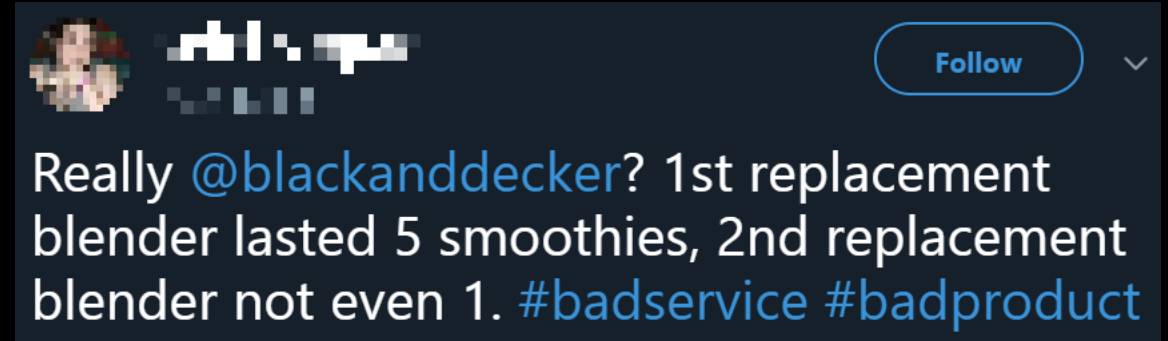 Follow
Really @blackanddecker? 1st replacement
blender lasted 5 smoothies, 2nd replacement
blender not even 1. #badservice #badproduct